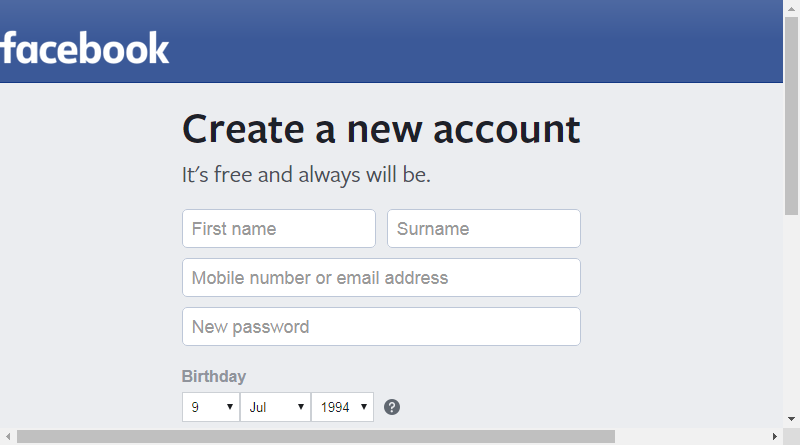 facebook
Create a new account
It's free and always will be.
First name Surname
Mobile number or email address
New password
Birthday
9 Jul 1994 ?